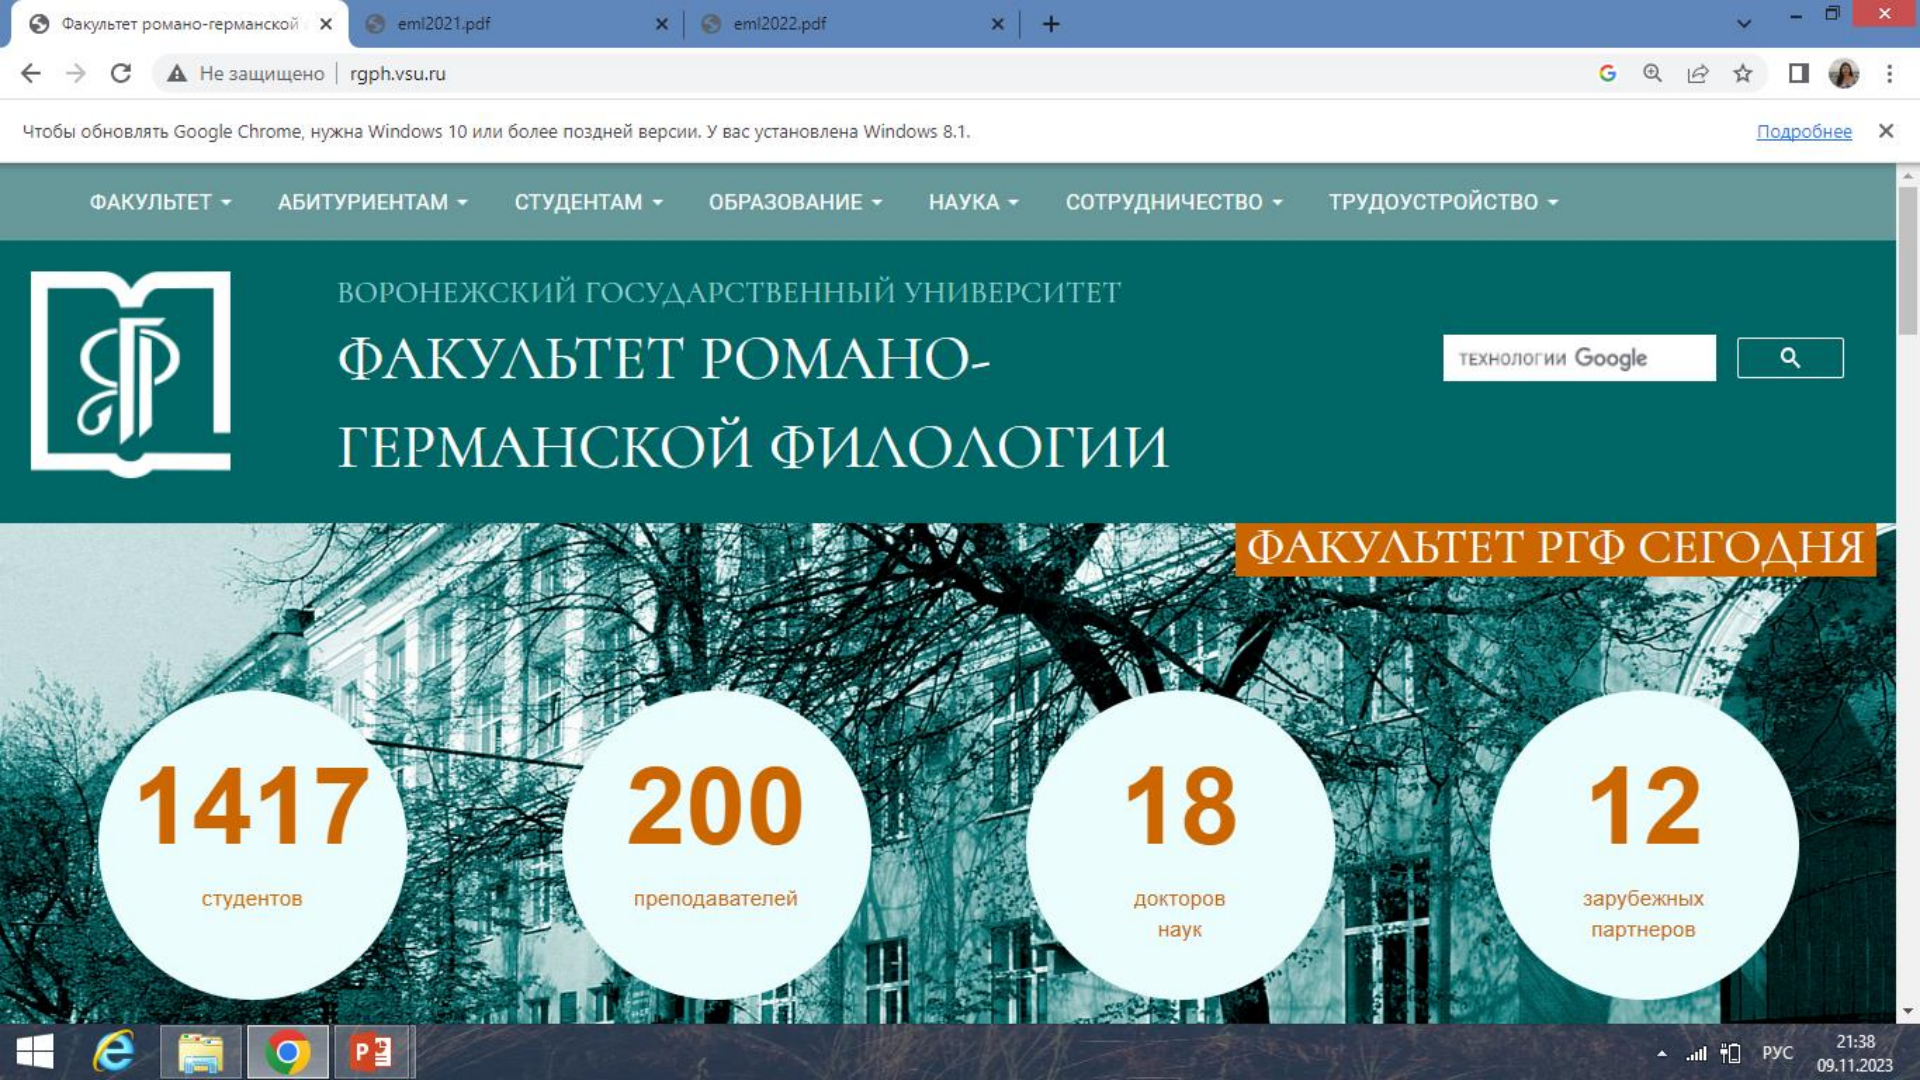 Факультет романо-германской
eml2021.pdf
eml2022.pdf
Не защищено
rgph.vsu.ru
Чтобы обновлять Google Chrome, нужна Windows 10 или более поздней версии. У вас установлена Windows 8.1.
Подробнее
ФАКУЛЬТЕТ
АБИТУРИЕНТАМ
СТУДЕНТАМ
ОБРАЗОВАНИЕ
НАУКА
СОТРУДНИЧЕСТВО
ТРУДОУСТРОЙСТВО
ВОРОНЕЖСКИЙ ГОСУДАРСТВЕННЫЙ УНИВЕРСИТЕТ
ФАКУЛЬТЕТ РОМАНО-
ГЕРМАНСКОЙ ФИЛОЛОГИИ
ТЕХНОЛОГИИ Google
ФАКУЛЬТЕТ РГФ СЕГОДНЯ
1417
студентов
200
преподавателей
18
докторов
наук
12
зарубежных
партнеров
РУС
21:38
09.11.2023